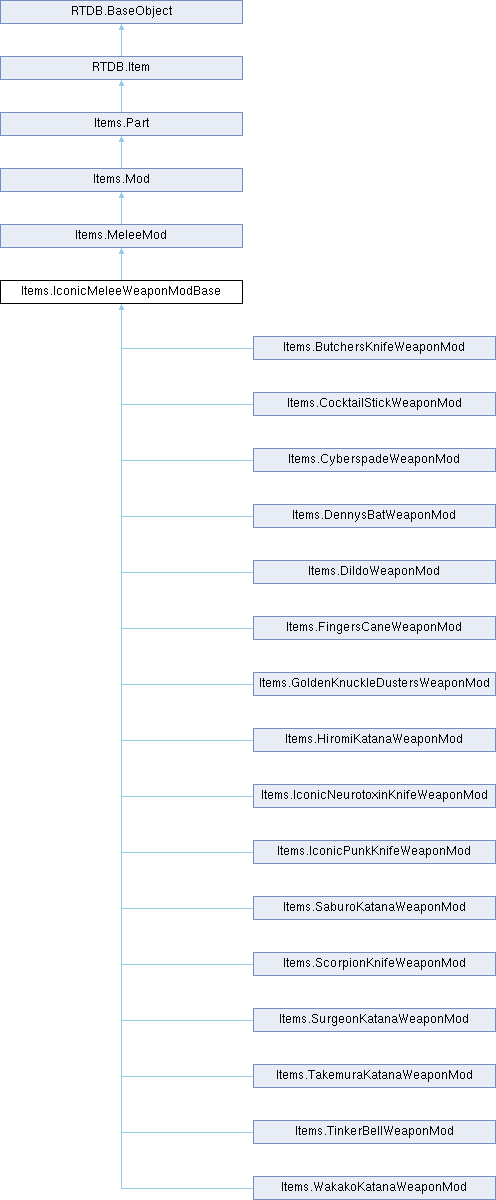 RTDB.BaseObject
RTDB.Item
Items.Part
Items.Mod
Items.MeleeMod
Items.IconicMeleeWeaponModBase
Items.ButchersKnifeWeaponMod
Items.CocktailStickWeaponMod
Items.CyberspadeWeaponMod
Items.DennysBatWeaponMod
Items.DildoWeaponMod
Items.FingersCaneWeaponMod
Items.GoldenKnuckleDustersWeaponMod
Items.HiromiKatanaWeaponMod
Items.IconicNeurotoxinKnifeWeaponMod
Items.IconicPunkKnifeWeaponMod
Items.SaburoKatanaWeaponMod
Items.ScorpionKnifeWeaponMod
Items.SurgeonKatanaWeaponMod
Items.TakemuraKatanaWeaponMod
Items.TinkerBellWeaponMod
Items.WakakoKatanaWeaponMod